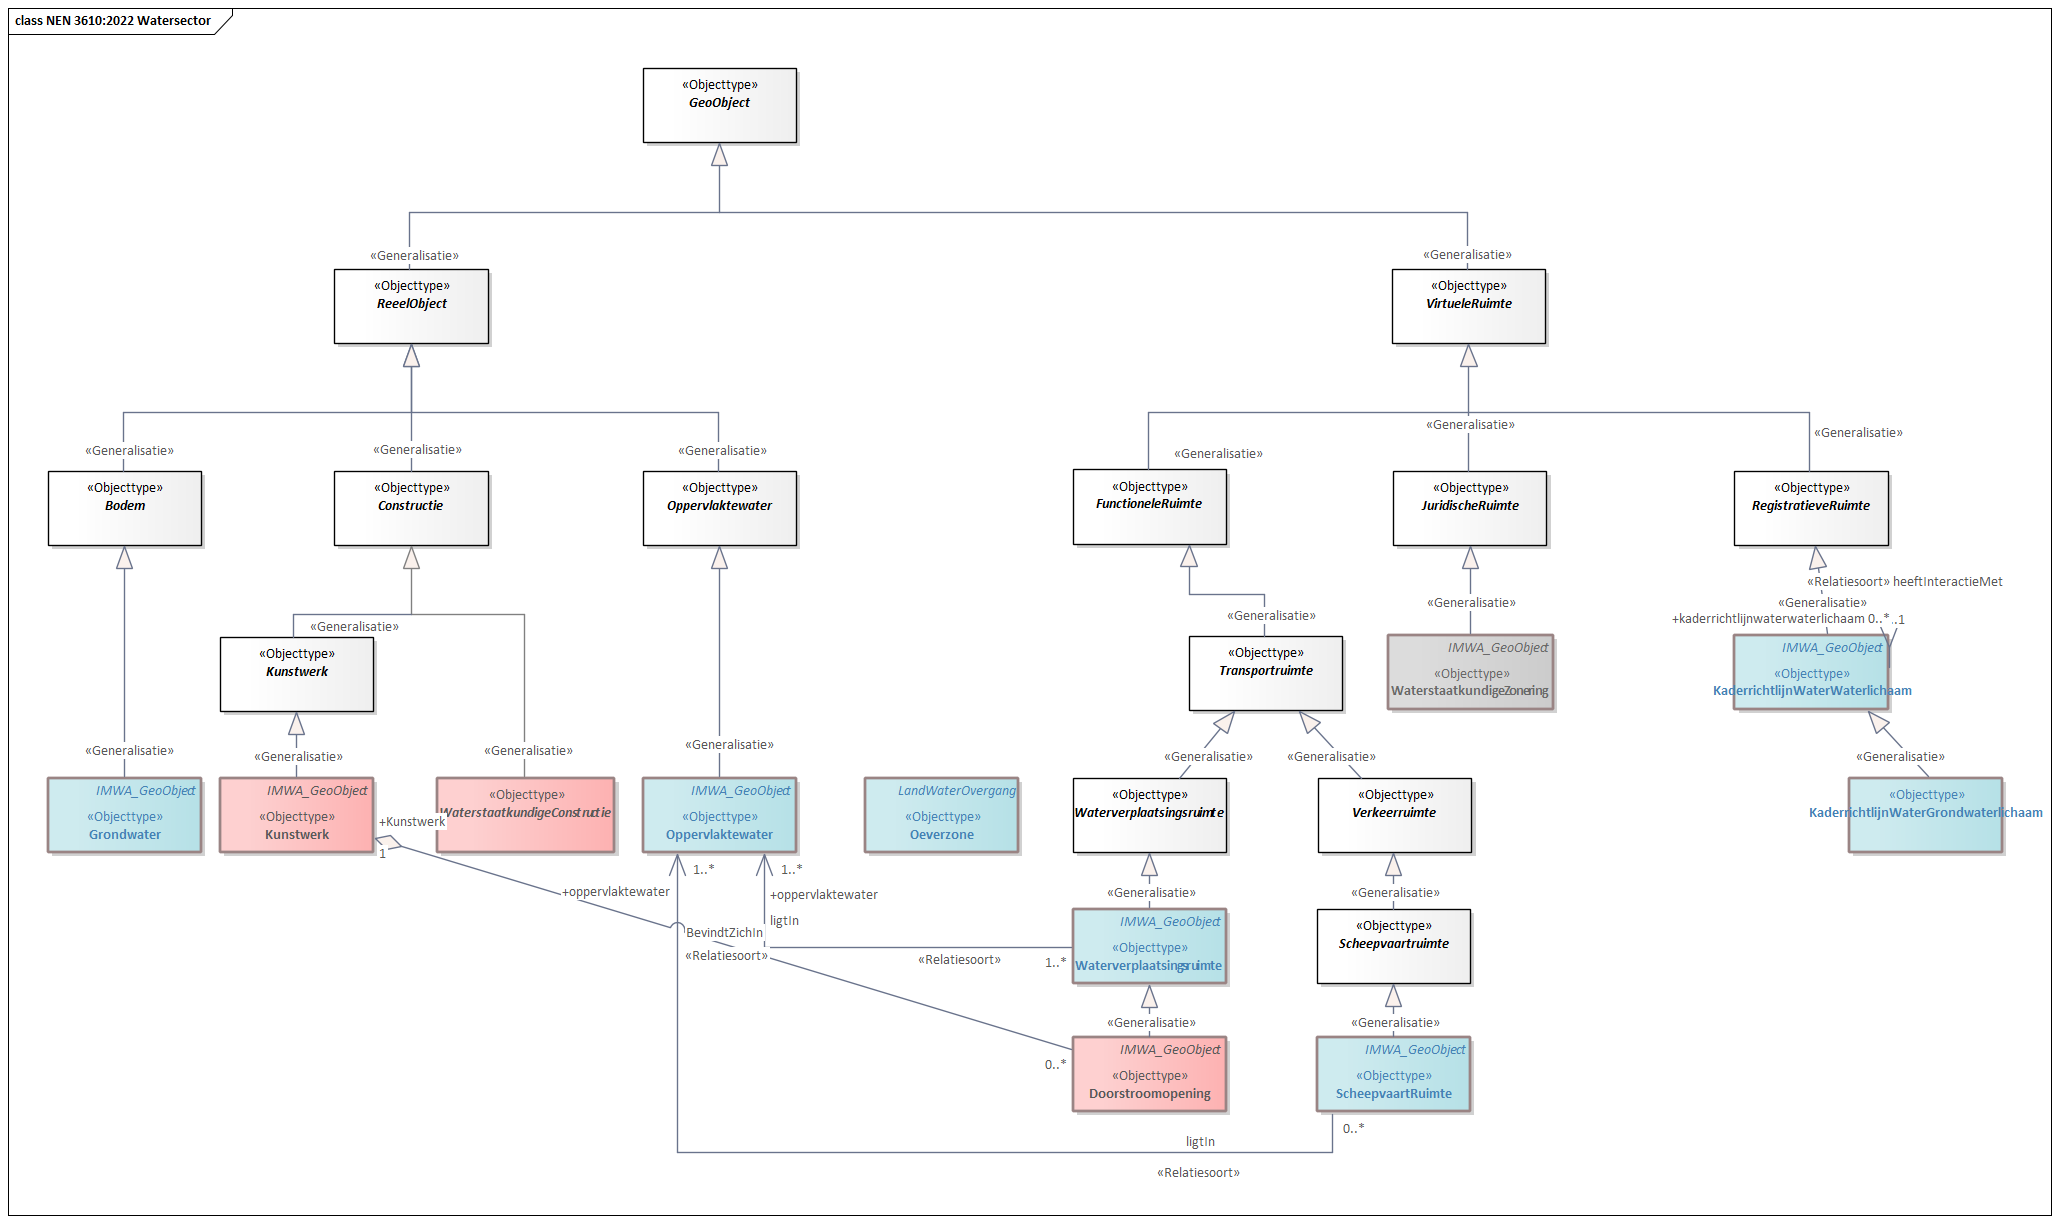 class NEN 3610:2022 Watersector
«Objecttype»
GeoObject
«Generalisatie»
«Generalisatie»
«Objecttype»
ReeelObject
«Objecttype»
VirtueleRuimte
«Generalisatie»
«Generalisatie»
«Generalisatie»
«Generalisatie»
«Generalisatie»
«Generalisatie»
«Objecttype»
Bodem
«Objecttype»
Constructie
«Objecttype»
Oppervlaktewater
«Objecttype»
FunctioneleRuimte
«Objecttype»
JuridischeRuimte
«Objecttype»
RegistratieveRuimte
«Relatiesoort» heeftInteractieMet
«Generalisatie»
«Generalisatie»
«Generalisatie»
+kaderrichtlijnwaterwaterlichaam 0..* ..1
«Generalisatie»
«Objecttype»
Kunstwerk
«Objecttype»
Transportruimte
IMWA_GeoObject
«Objecttype»
WaterstaatkundigeZonering
IMWA_GeoObject
«Objecttype»
KaderrichtlijnWaterWaterlichaam
«Generalisatie»
«Generalisatie»
«Generalisatie»
«Generalisatie»
«Generalisatie»
«Generalisatie»
«Generalisatie»
IMWA_GeoObject
«Objecttype»
Grondwater
IMWA_GeoObject
«Objecttype»
Kunstwerk
«Objecttype»
WaterstaatkundigeConstructie
IMWA_GeoObject
«Objecttype»
Oppervlaktewater
LandWaterOvergang
«Objecttype»
Oeverzone
«Objecttype»
Waterverplaatsingsruimte
«Objecttype»
Verkeerruimte
«Objecttype»
KaderrichtlijnWaterGrondwaterlichaam
+Kunstwerk
1
1..*
1..*
+oppervlaktewater
+oppervlaktewater
ligtIn
BevindtZichIn
«Relatiesoort»
«Relatiesoort»
1..*
«Generalisatie»
«Generalisatie»
IMWA_GeoObject
«Objecttype»
Waterverplaatsingsruimte
«Objecttype»
Scheepvaartruimte
«Generalisatie»
«Generalisatie»
0..*
IMWA_GeoObject
«Objecttype»
Doorstroomopening
IMWA_GeoObject
«Objecttype»
ScheepvaartRuimte
0..*
ligtIn
«Relatiesoort»